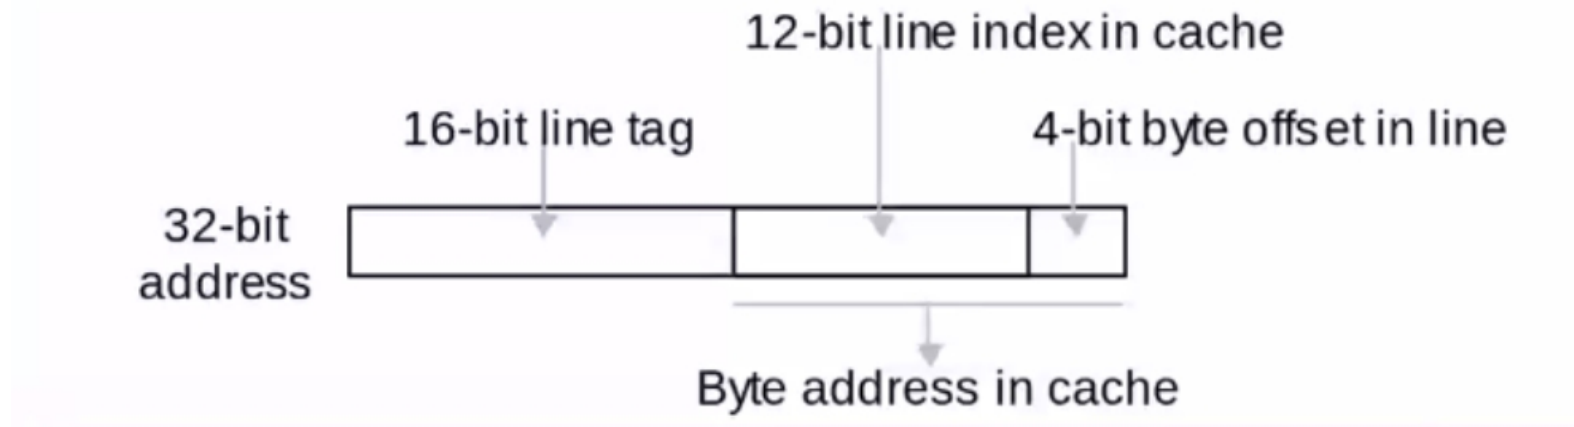 12-bit line index in cache
16-bit line tag
4-bit byte offset in line
32-bit
address
Byte address in cache